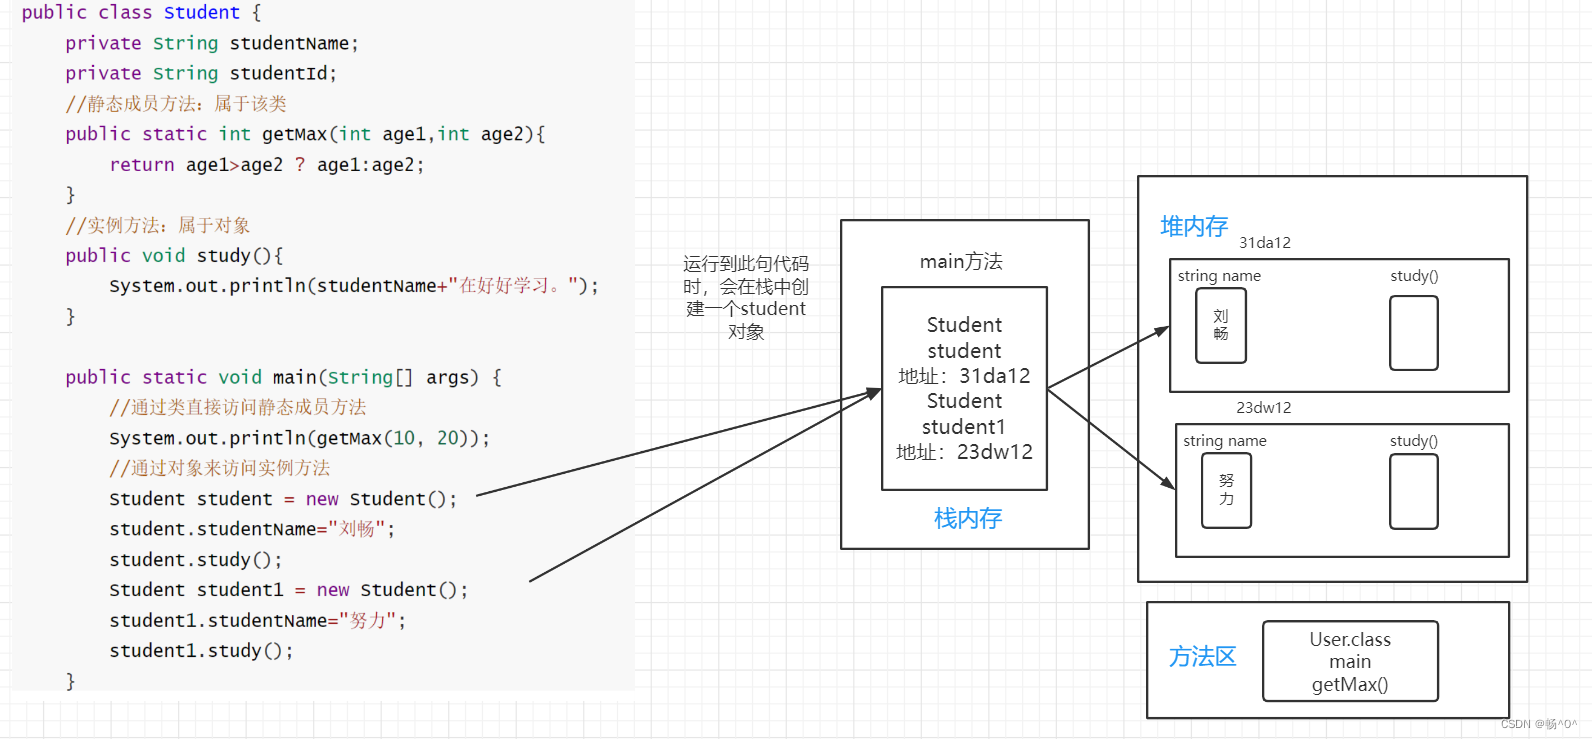 public class Student {
private String studentName;
private String studentId;
//静态成员方法：属于该类
public static int getMax(int age1,int age2){
return age1>age2 ? age1:age2;
}
//实例方法：属于对象
public void study(){
System.out.println(studentName+"在好好学习。");
}
public static void main(String[] args) {
//通过类直接访问静态成员方法
System.out.println(getMax(10, 20));
//通过对象来访问实例方法
Student student = new Student();
student.studentName="刘畅";
student.study();
Student student1 = new Student();
student1.studentName="努力";
student1.study();
}
运行到此句代码
时，会在栈中创
建一个student
对象
main方法
Student
student
地址：31da12
Student
student1
地址：23dw12
栈内存
堆内存
31da12
string name
study()
刘
畅
23dw12
string name
study()
努
力
方法区
User.class
main
getMax()
CSDN @畅^O^